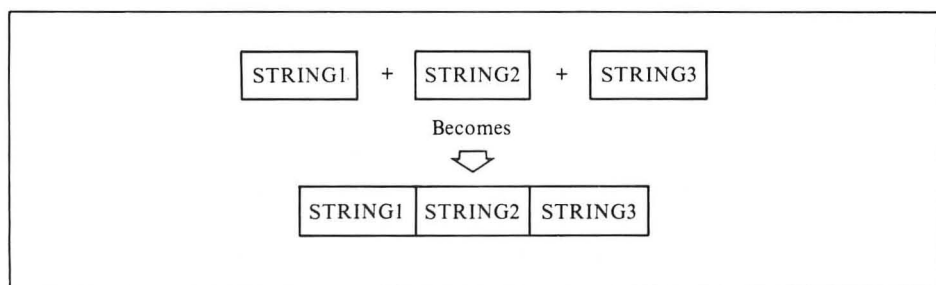 STRING1 + STRING2 + STRING3
Becomes
STRING1 STRING2 STRING3